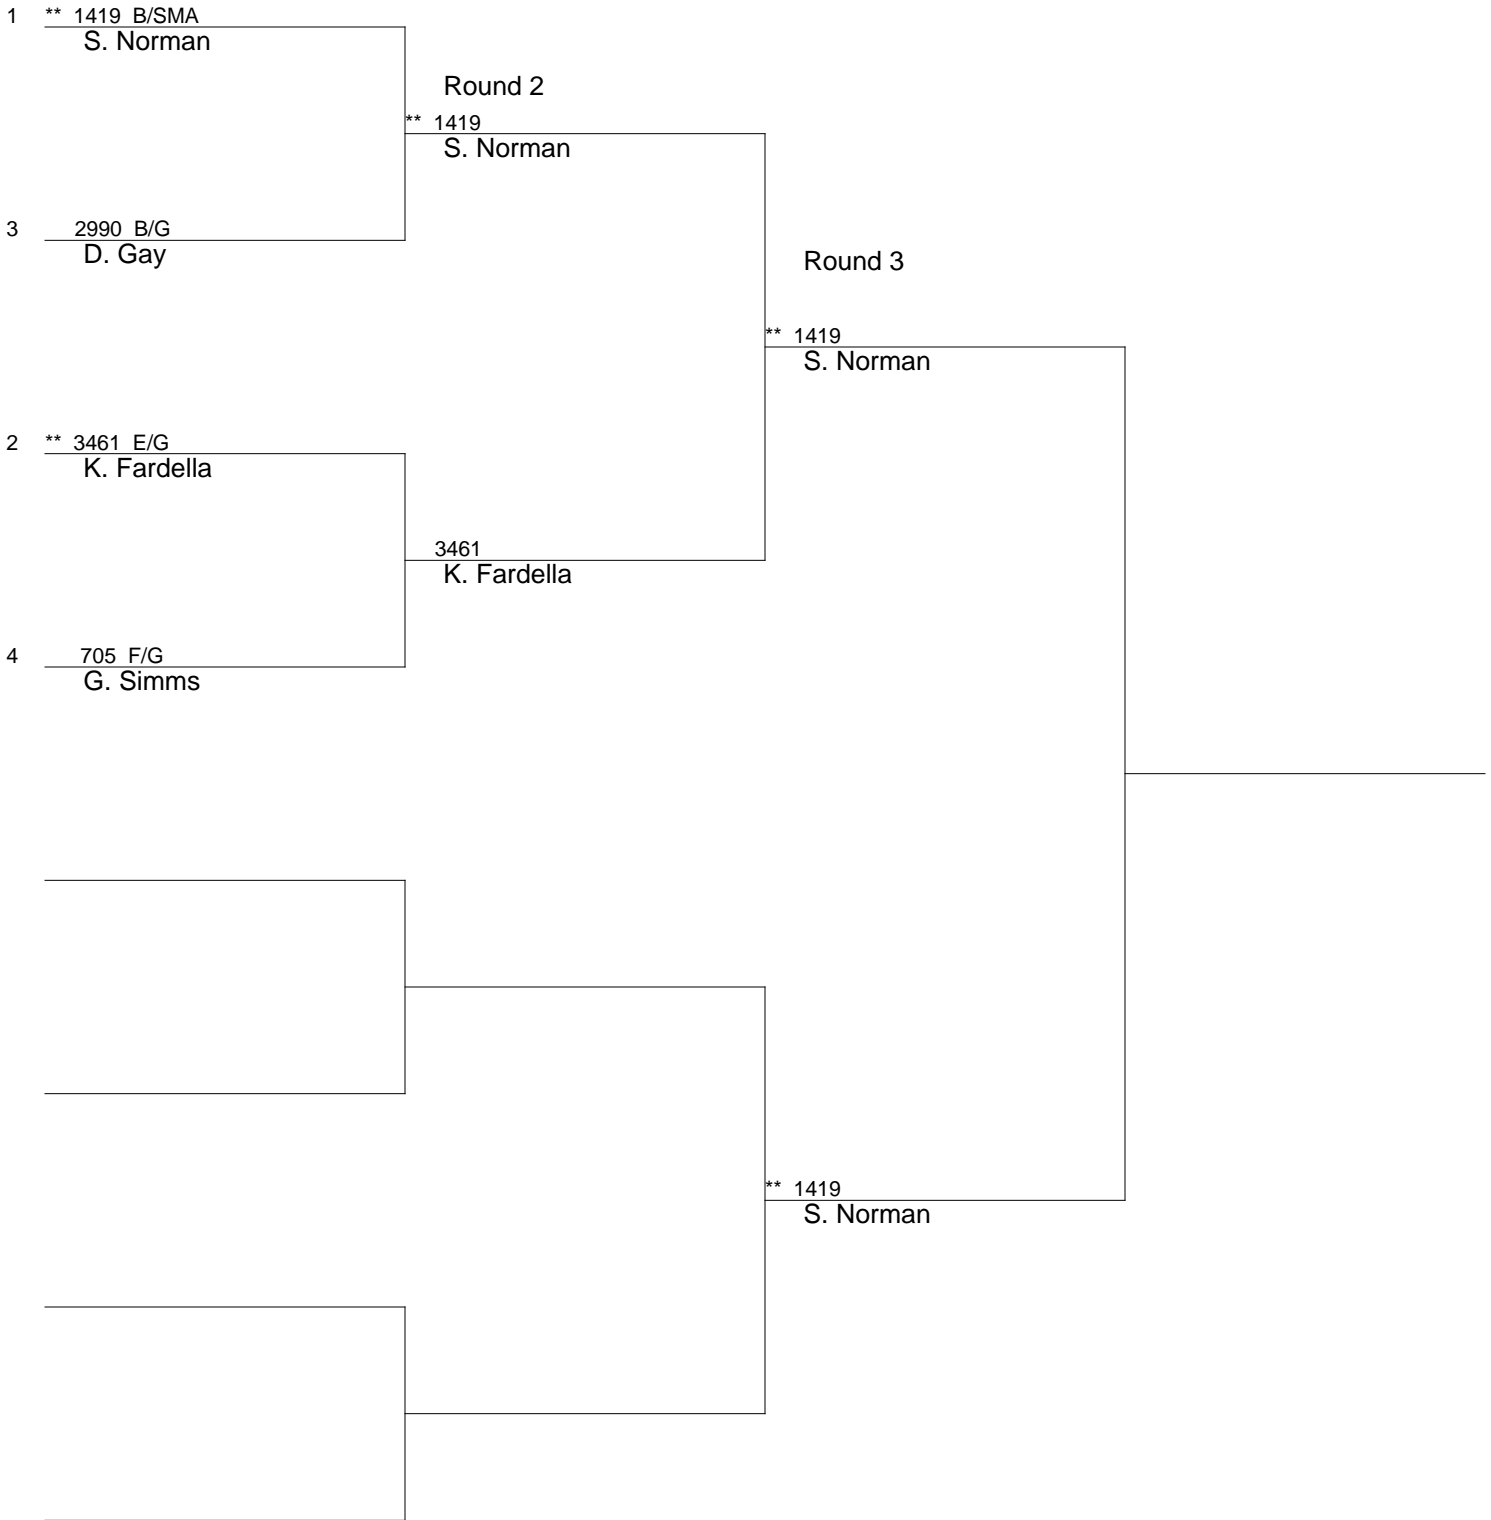 1 ** 1419 B/SMA
S. Norman
Round 2
** 1419
S. Norman
3 2990 B/G
D. Gay
Round 3
** 1419
S. Norman
2 ** 3461 E/G
K. Fardella
3461
K. Fardella
4 705 F/G
G. Simms
** 1419
S. Norman